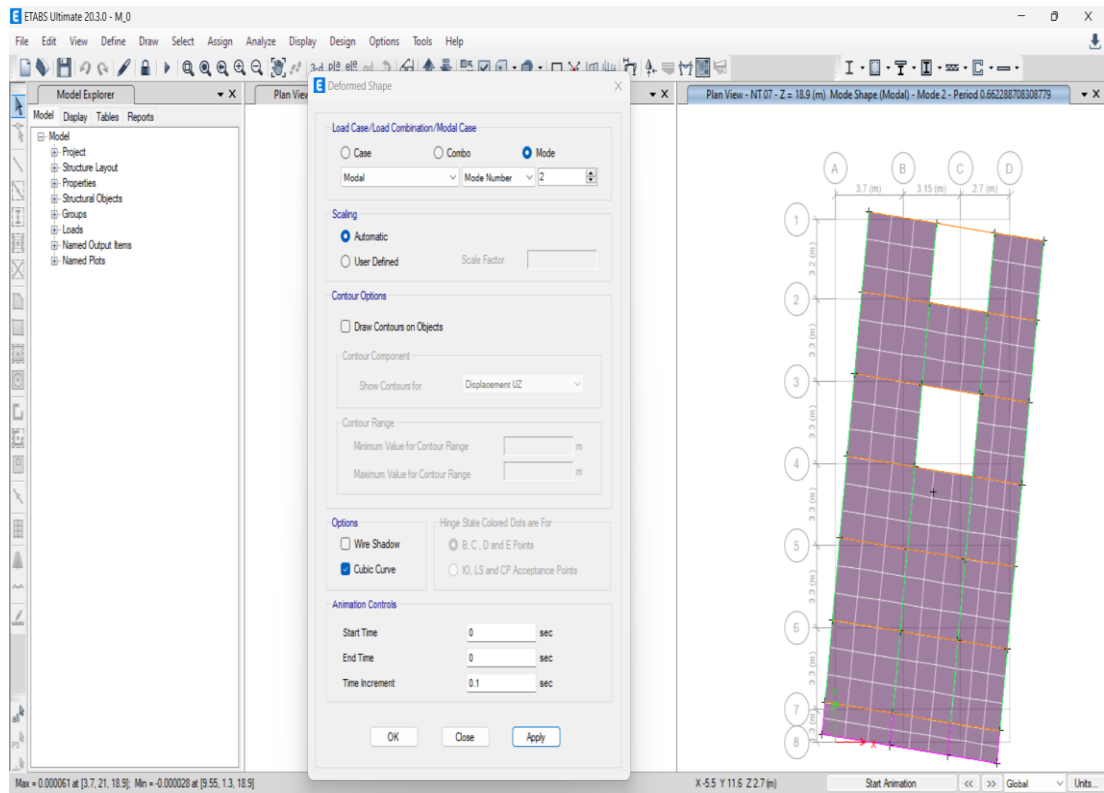 ETABS Ultimate 20.3.0 - M_0
File Edit View Define Draw Select Assign Analyze Display Design Options Tools Help
Model Explorer
Plan View
Deformed Shape
Plan View - NT 07 - Z = 18.9 (m) Mode Shape (Modal) - Mode 2 - Period 0.662288708308779
Model Display Tables Reports
Model
Project
Structure Layout
Properties
Structural Objects
Groups
Loads
Named Output Items
Named Plots
Load Case/Load Combination/Modal Case
Case Combo Mode
Modal Mode Number 2
Scaling
Automatic
User Defined Scale Factor
Contour Options
Draw Contours on Objects
Contour Component
Show Contours for Displacement UZ
Contour Range
Minimum Value for Contour Range m
Maximum Value for Contour Range m
Options Hinge State Colored Dots are For
Wire Shadow B, C, D and E Points
Cubic Curve IO, LS and CP Acceptance Points
Animation Controls
Start Time 0 sec
End Time 0 sec
Time Increment 0.1 sec
OK Close Apply
A B C D
3.7 (m) 3.15 (m) 2.7 (m)
1
3.2 (m)
2
3.3 (m)
3
3.3 (m)
4
3.3 (m)
5
3.3 (m)
6
3.3 (m)
7
8
X
Max = 0.000061 at [3.7, 21, 18.9]; Min = -0.000028 at [9.55, 1.3, 18.9]
X -5.5 Y 11.6 Z 2.7 (m)
Start Animation << >> Global Units...